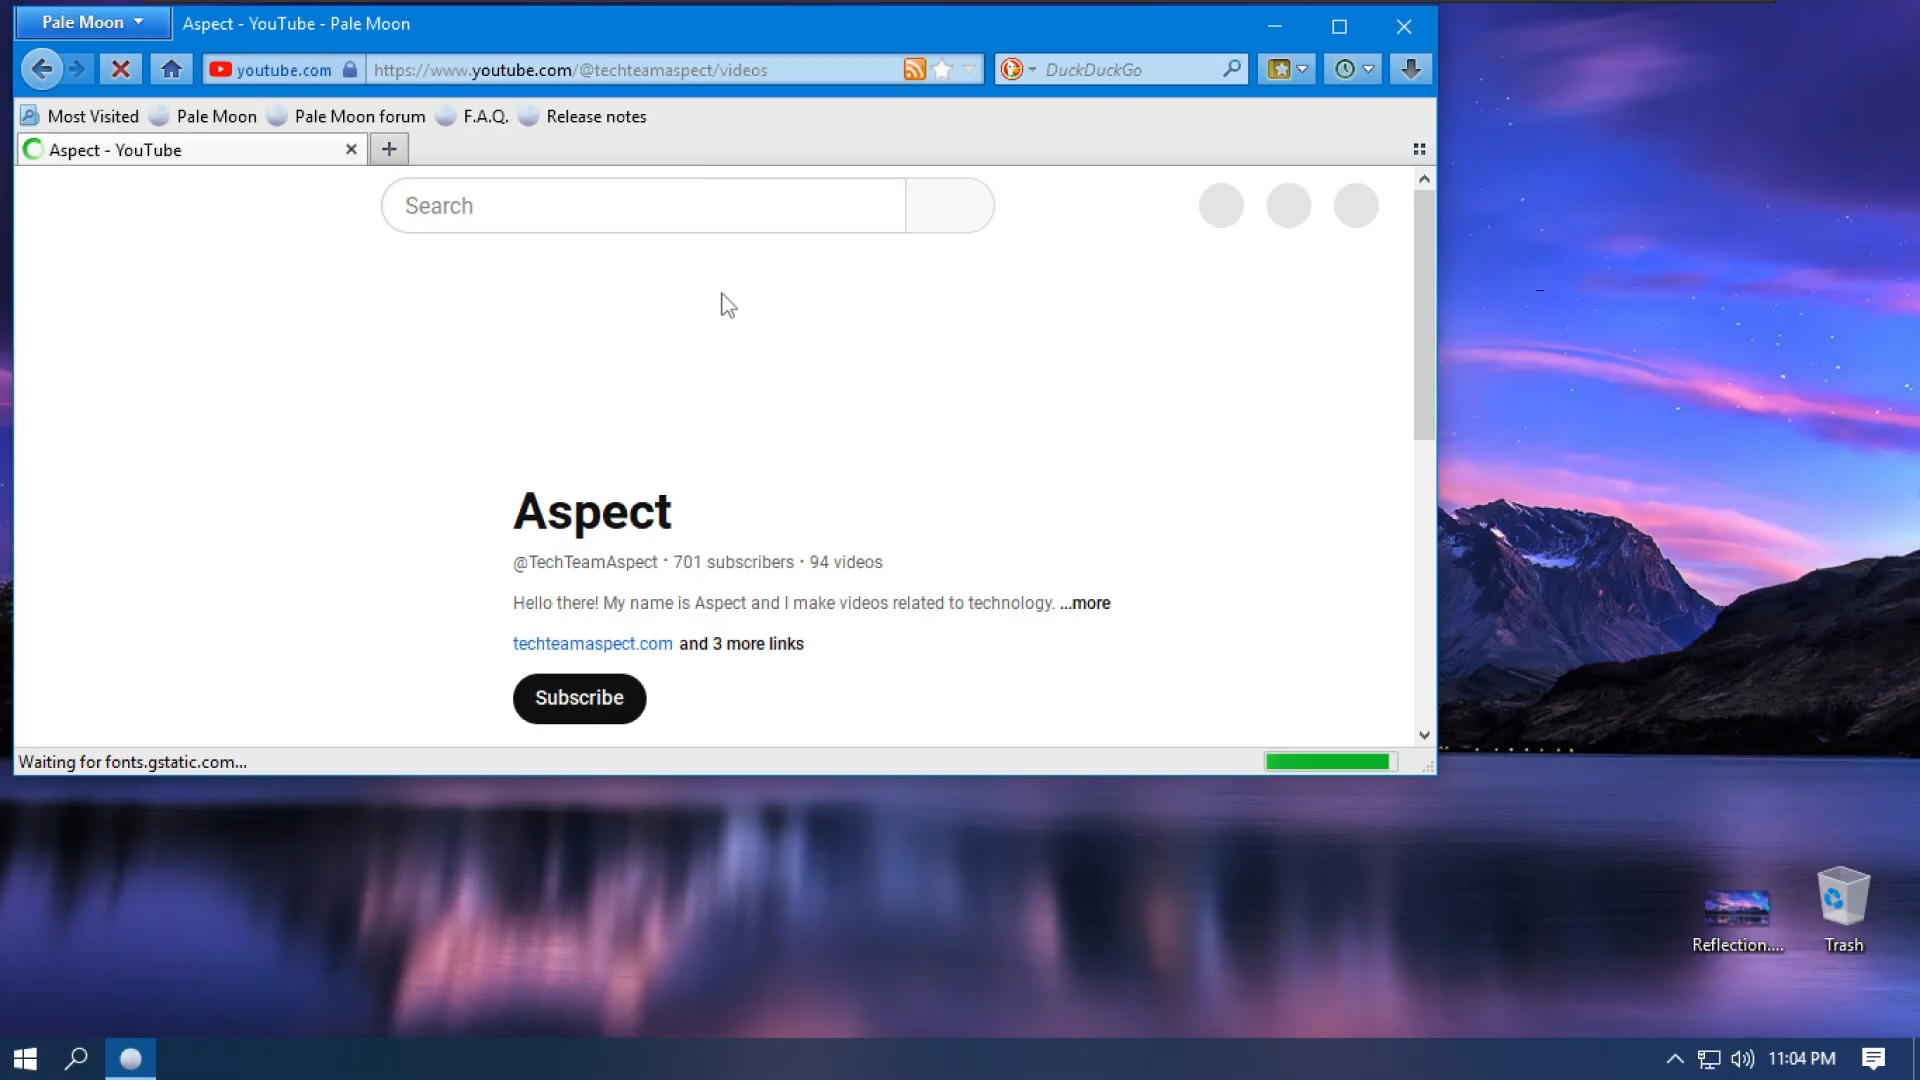 Pale Moon
Aspect - YouTube - Pale Moon
youtube.com
https://www.youtube.com/@techteamaspect/videos
DuckDuckGo
Most Visited
Pale Moon
Pale Moon forum
F.A.Q.
Release notes
Aspect - YouTube
Search
Aspect
@TechTeamAspect · 701 subscribers · 94 videos
Hello there! My name is Aspect and I make videos related to technology. ...more
techteamaspect.com and 3 more links
Subscribe
Waiting for fonts.gstatic.com...
Reflection....
Trash
11:04 PM